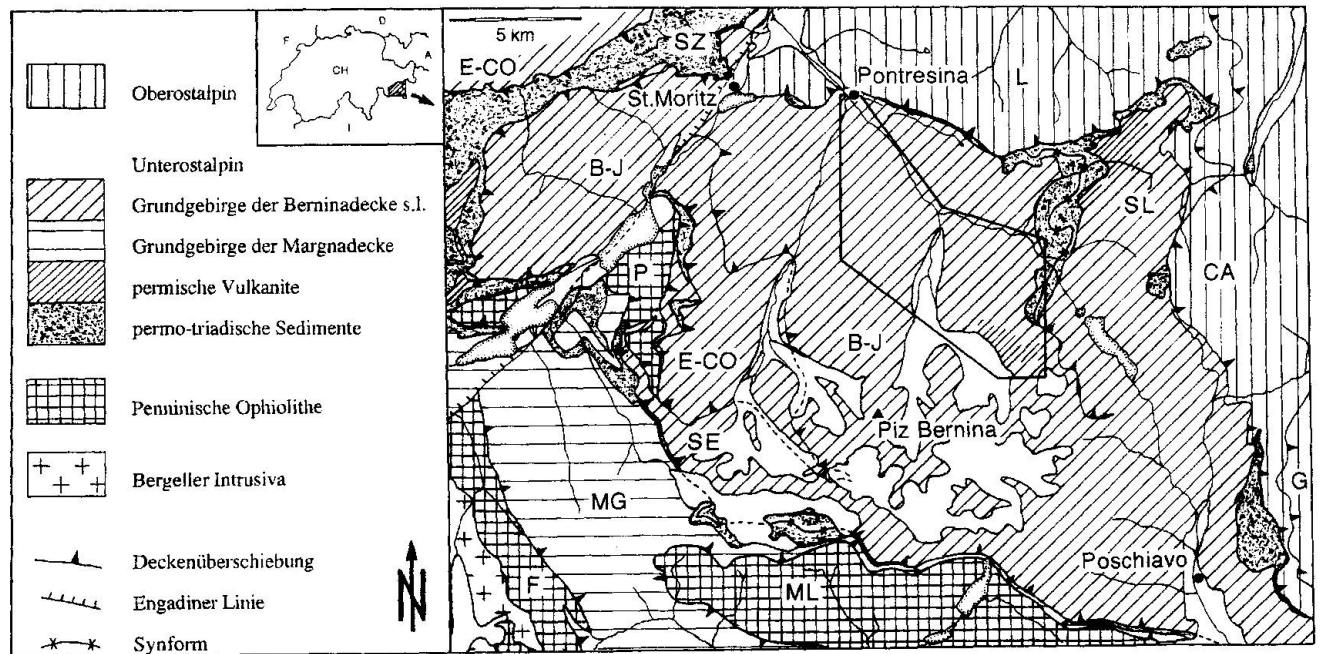 Oberostalpin
Unterostalpin
Grundgebirge der Berninadecke s.l.
Grundgebirge der Margnadecke
permische Vulkanite
permo-triadische Sedimente
Penninische Ophiolithe
Bergeller Intrusiva
Deckenüberschiebung
Engadiner Linie
Synform
F
D
A
CH
I
N
5 km
SZ
E-CO
St.Moritz
Pontresina
L
B-J
SL
CA
P
E-CO
B-J
Piz Bernina
SE
MG
G
Poschiavo
F
ML